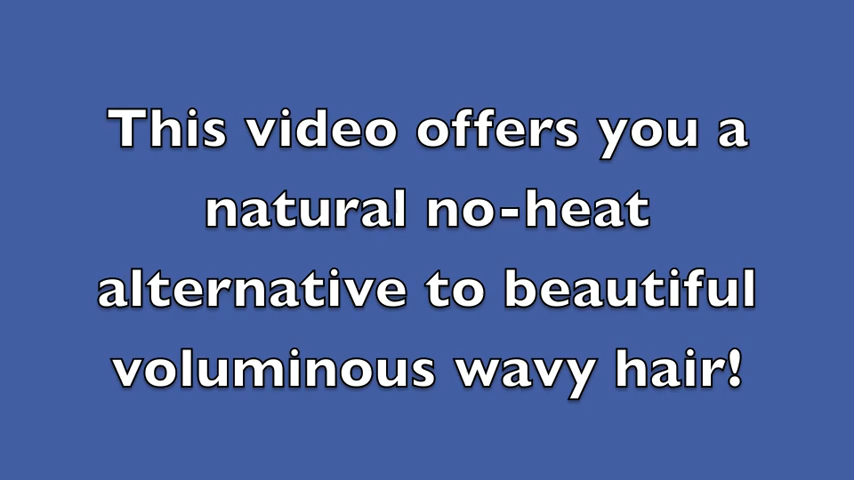 This video offers you a
natural no-heat
alternative to beautiful
voluminous wavy hair!